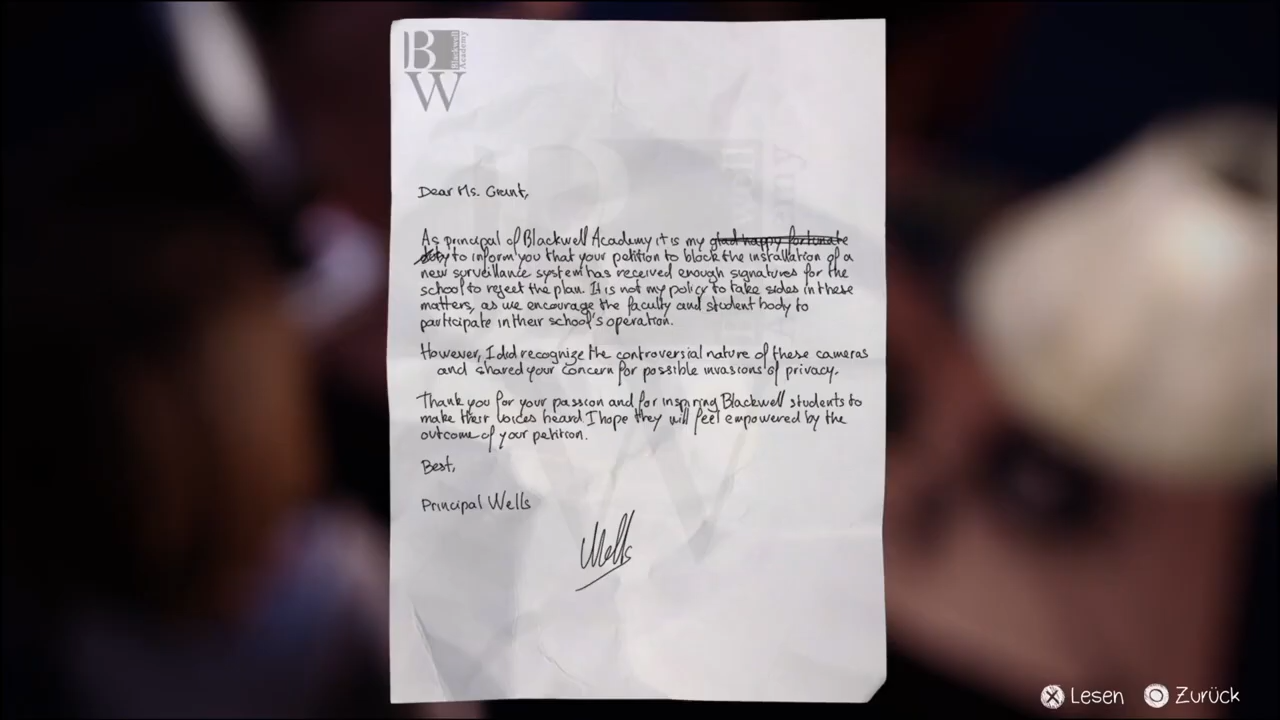 B
Blackwell
Academy
W
Dear Ms. Grant,
As principal of Blackwell Academy it is my glad happy fortunate
duty to inform you that your petition to block the installation of a
new surveillance system has received enough signatures for the
school to reject the plan. It is not my policy to take sides in these
matters, as we encourage the faculty and student body to
participate in their school's operation.
However, I did recognize the controversial nature of these cameras
and shared your concern for possible invasions of privacy.
Thank you for your passion and for inspiring Blackwell students to
make their voices heard I hope they will feel empowered by the
outcome of your petition.
Best,
Principal Wells
Wells
Lesen
Zurück